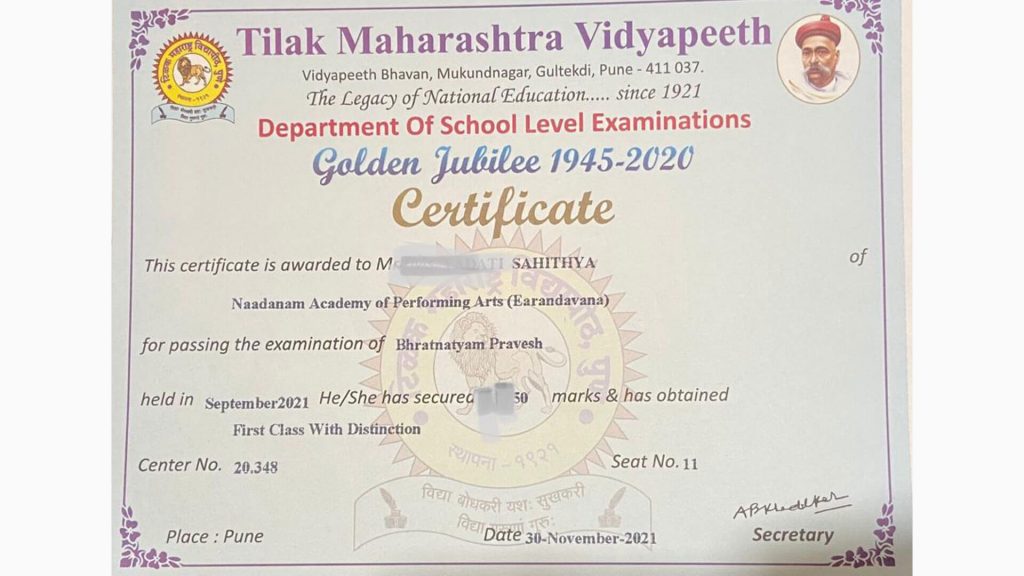 Tilak Maharashtra Vidyapeeth
Vidyapeeth Bhavan, Mukundnagar, Gultekdi, Pune - 411 037.
The Legacy of National Education..... since 1921
Department Of School Level Examinations
Golden Jubilee 1945-2020
Certificate
This certificate is awarded to SAHITHYA of
Naadanam Academy of Performing Arts (Earandavana)
for passing the examination of Bhratnatyam Pravesh
held in September2021 He/She has secured 50 marks & has obtained
First Class With Distinction
Center No. 20.348 Seat No. 11
स्थापना - १९२१
विद्या बोधकरी यशः सुखकरी
विद्या गुरुणां गुरुः
Place : Pune Date 30-November-2021 Secretary